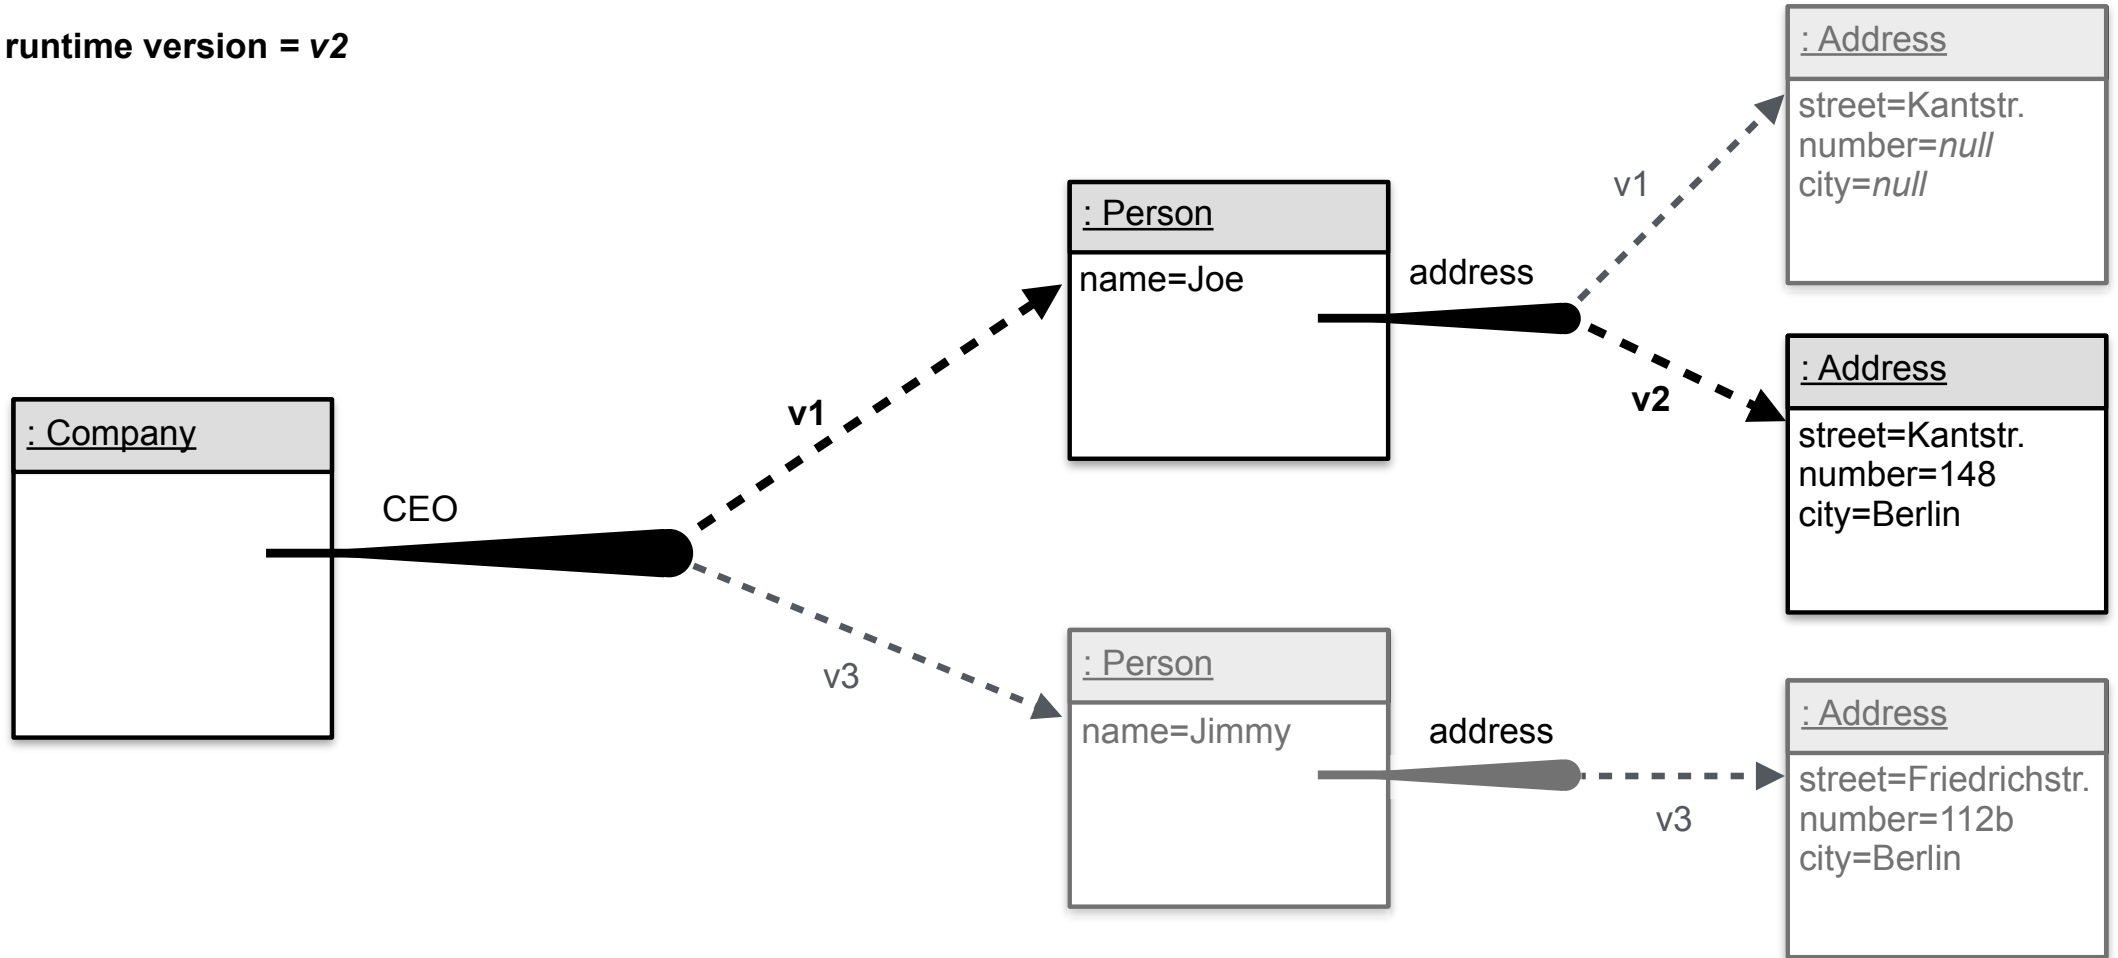 runtime version = v2
: Company
CEO
v1
v3
: Person
name=Joe
address
v1
v2
: Address
street=Kantstr.
number=null
city=null
: Address
street=Kantstr.
number=148
city=Berlin
: Person
name=Jimmy
address
v3
: Address
street=Friedrichstr.
number=112b
city=Berlin